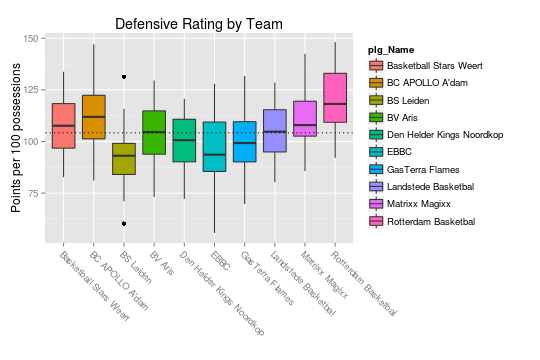 Defensive Rating by Team
Points per 100 possessions
150
125
100
75
Basketball Stars Weert
BC APOLLO A'dam
BS Leiden
BV Aris
Den Helder Kings Noordkop
EBBC
GasTerra Flames
Landstede Basketbal
Matrixx Magixx
Rotterdam Basketbal
plg_Name
Basketball Stars Weert
BC APOLLO A'dam
BS Leiden
BV Aris
Den Helder Kings Noordkop
EBBC
GasTerra Flames
Landstede Basketbal
Matrixx Magixx
Rotterdam Basketbal